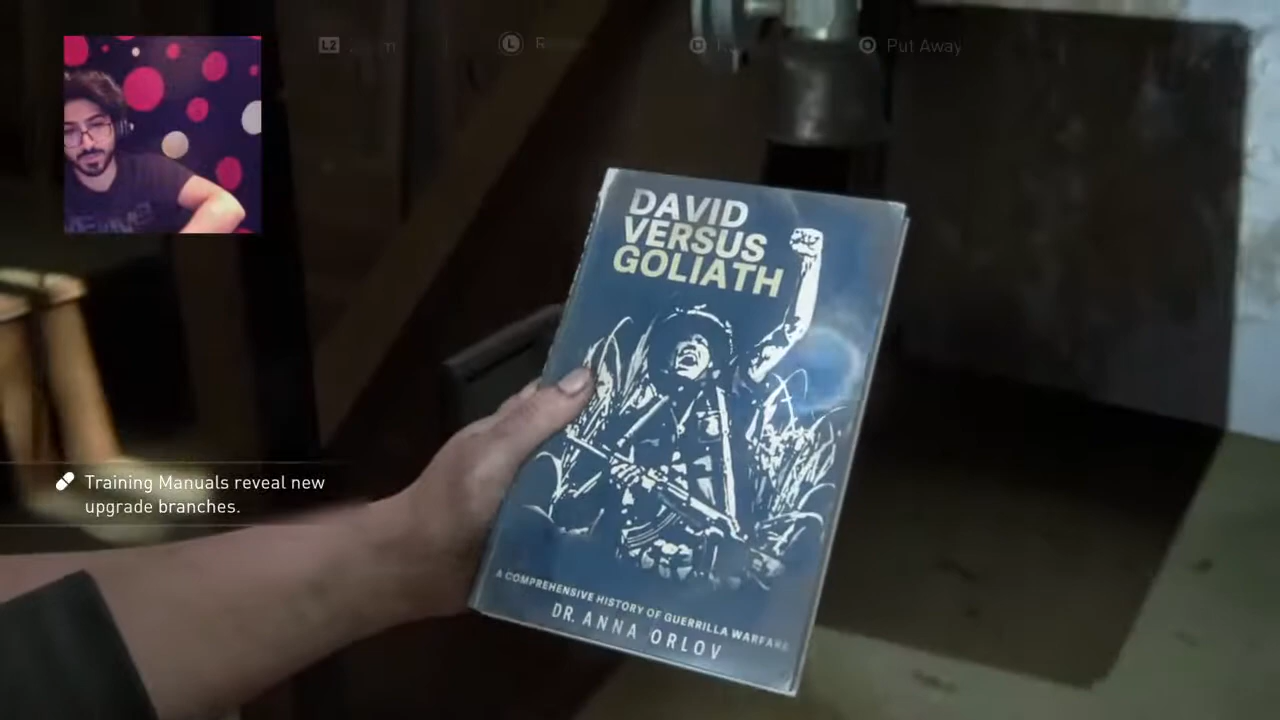 L2
L
Put Away
DAVID
VERSUS
GOLIATH
Training Manuals reveal new
upgrade branches.
A COMPREHENSIVE HISTORY OF GUERRILLA WARFARE
DR. ANNA ORLOV